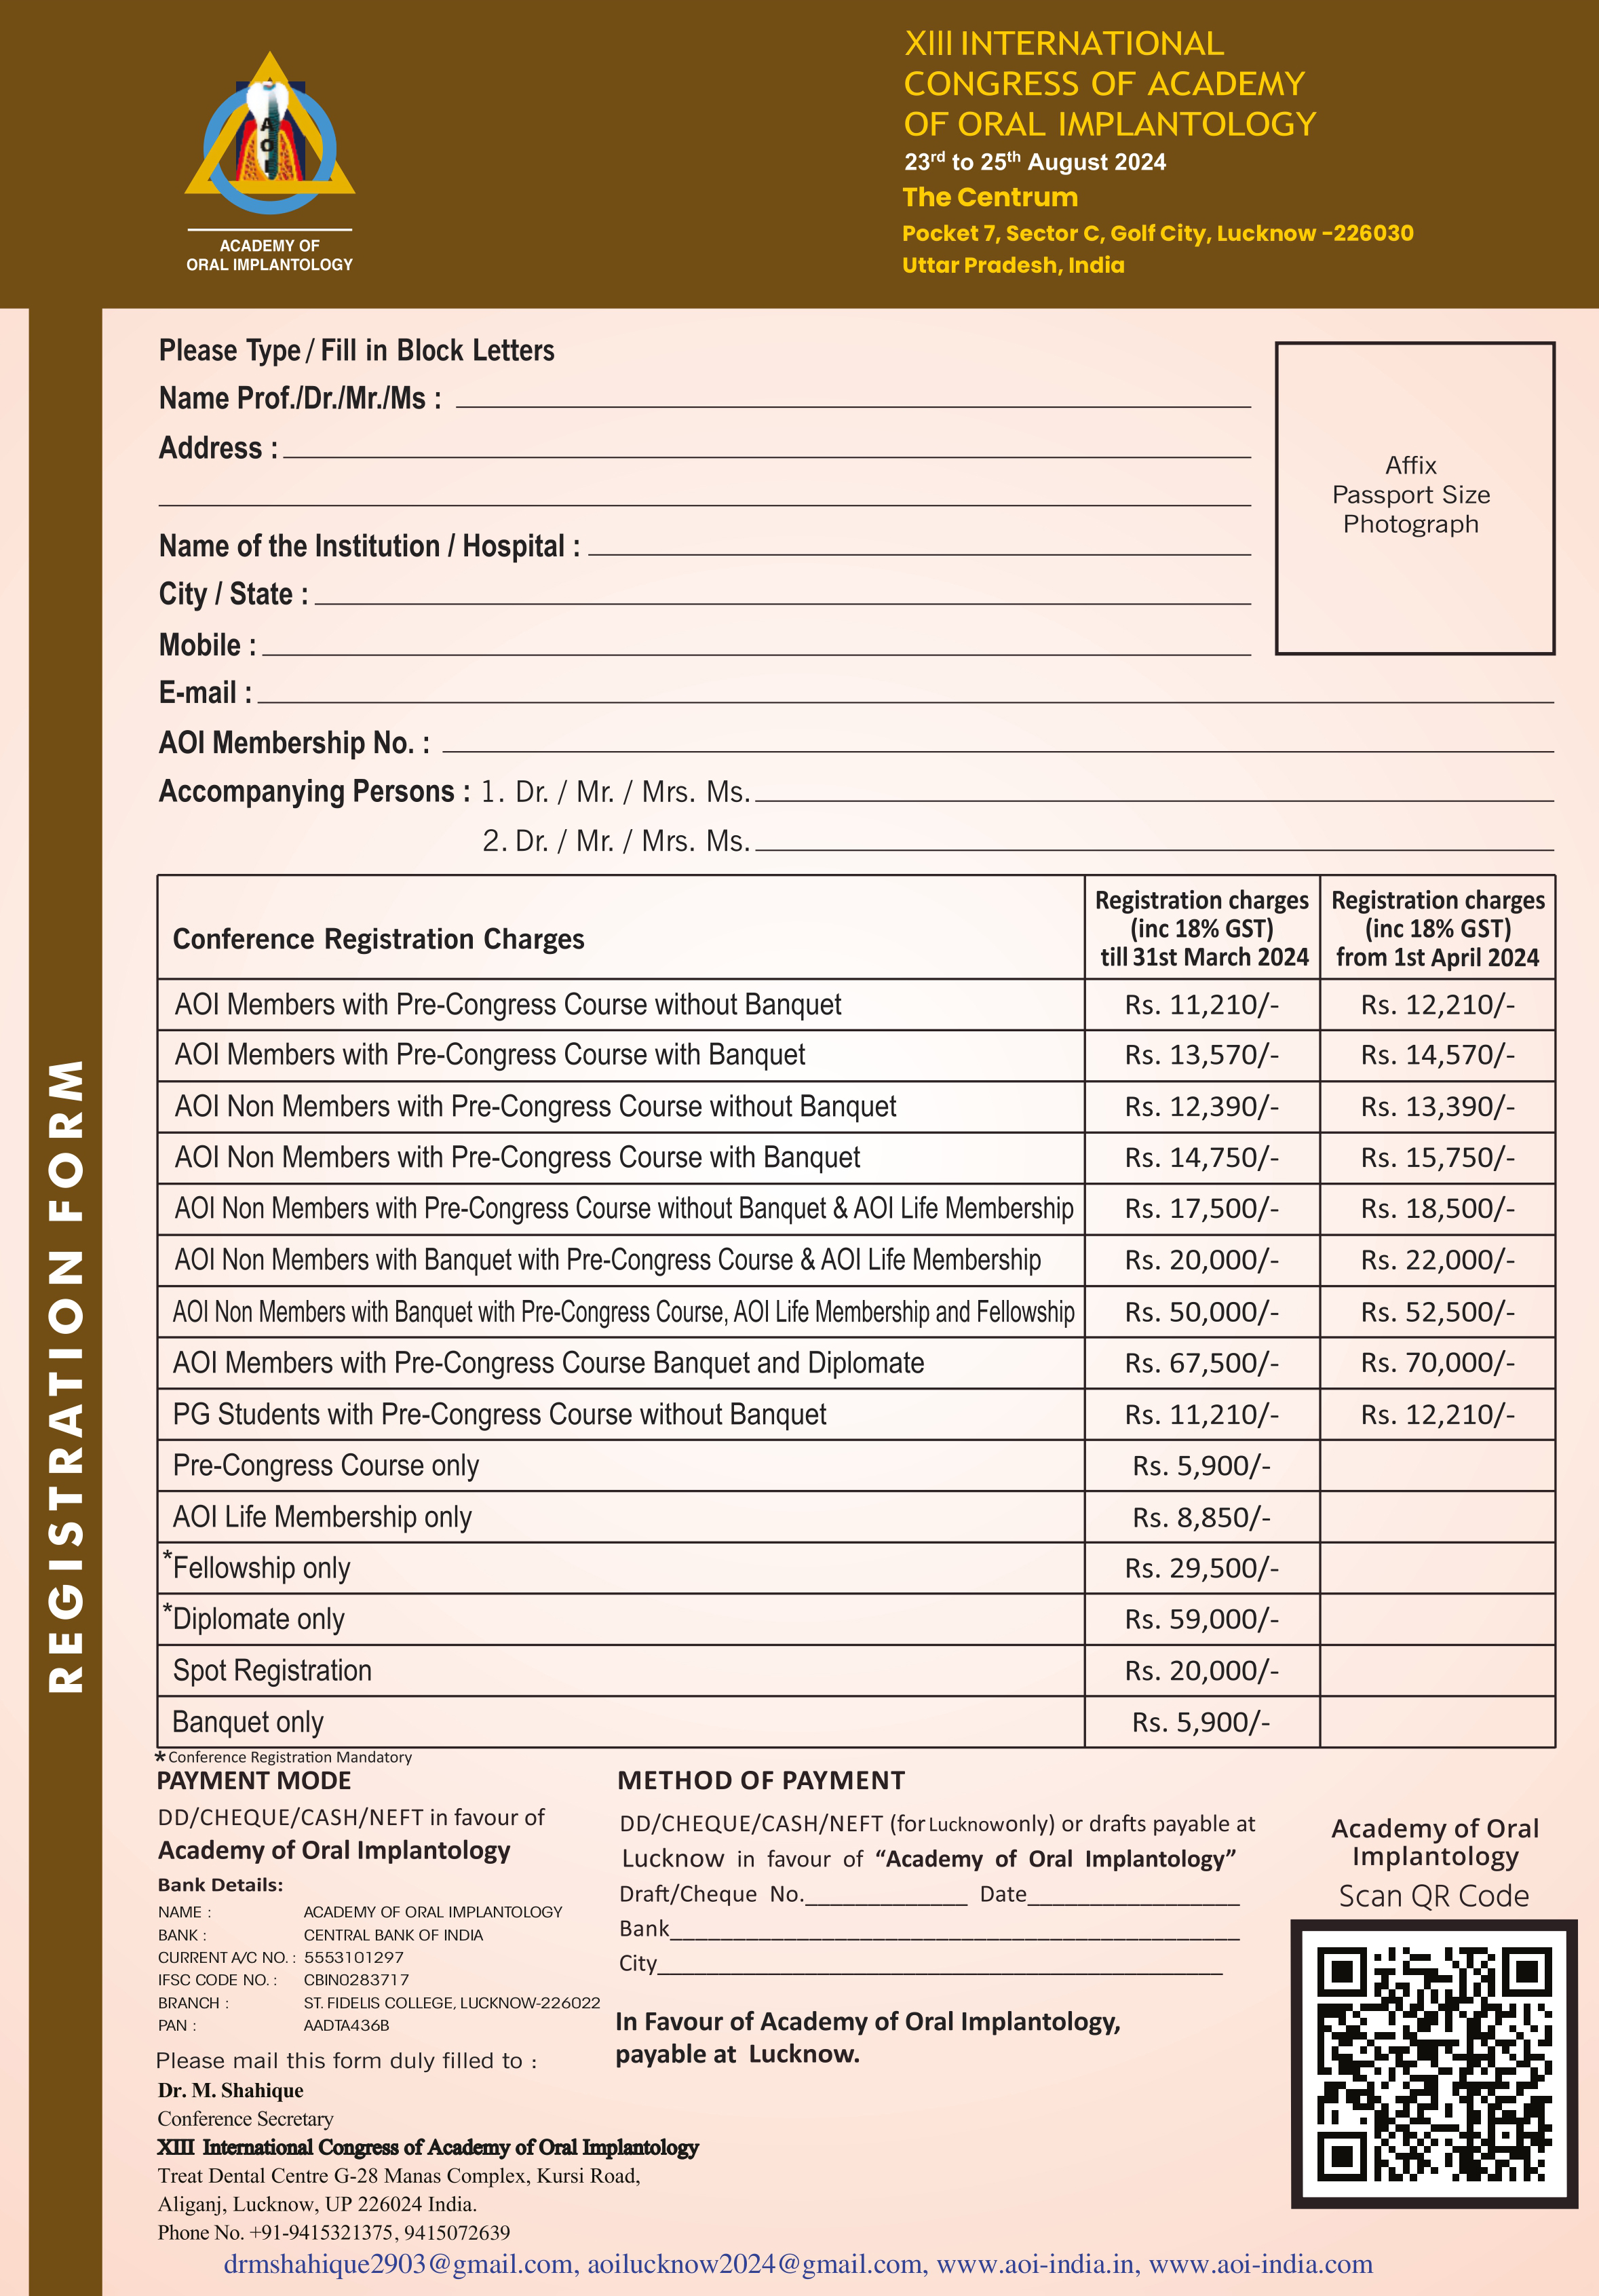 XIII INTERNATIONAL
CONGRESS OF ACADEMY
OF ORAL IMPLANTOLOGY
23rd to 25th August 2024
The Centrum
Pocket 7, Sector C, Golf City, Lucknow -226030
Uttar Pradesh, India
AOI
ACADEMY OF
ORAL IMPLANTOLOGY
REGISTRATION FORM
Please Type / Fill in Block Letters
Name Prof./Dr./Mr./Ms :
Address :
Name of the Institution / Hospital :
City / State :
Mobile :
E-mail :
AOI Membership No. :
Accompanying Persons : 1. Dr. / Mr. / Mrs. Ms.
2. Dr. / Mr. / Mrs. Ms.
Affix
Passport Size
Photograph
Conference Registration Charges
Registration charges
(inc 18% GST)
till 31st March 2024
Registration charges
(inc 18% GST)
from 1st April 2024
AOI Members with Pre-Congress Course without Banquet Rs. 11,210/- Rs. 12,210/-
AOI Members with Pre-Congress Course with Banquet Rs. 13,570/- Rs. 14,570/-
AOI Non Members with Pre-Congress Course without Banquet Rs. 12,390/- Rs. 13,390/-
AOI Non Members with Pre-Congress Course with Banquet Rs. 14,750/- Rs. 15,750/-
AOI Non Members with Pre-Congress Course without Banquet & AOI Life Membership Rs. 17,500/- Rs. 18,500/-
AOI Non Members with Banquet with Pre-Congress Course & AOI Life Membership Rs. 20,000/- Rs. 22,000/-
AOI Non Members with Banquet with Pre-Congress Course, AOI Life Membership and Fellowship Rs. 50,000/- Rs. 52,500/-
AOI Members with Pre-Congress Course Banquet and Diplomate Rs. 67,500/- Rs. 70,000/-
PG Students with Pre-Congress Course without Banquet Rs. 11,210/- Rs. 12,210/-
Pre-Congress Course only Rs. 5,900/-
AOI Life Membership only Rs. 8,850/-
*Fellowship only Rs. 29,500/-
*Diplomate only Rs. 59,000/-
Spot Registration Rs. 20,000/-
Banquet only Rs. 5,900/-
*Conference Registration Mandatory
PAYMENT MODE
DD/CHEQUE/CASH/NEFT in favour of
Academy of Oral Implantology
Bank Details:
NAME : ACADEMY OF ORAL IMPLANTOLOGY
BANK : CENTRAL BANK OF INDIA
CURRENT A/C NO. : 5553101297
IFSC CODE NO. : CBIN0283717
BRANCH : ST. FIDELIS COLLEGE, LUCKNOW-226022
PAN : AADTA436B
METHOD OF PAYMENT
DD/CHEQUE/CASH/NEFT (for Lucknowonly) or drafts payable at
Lucknow in favour of “Academy of Oral Implantology”
Draft/Cheque No._____________ Date_________________
Bank______________________________________________
City______________________________________________
In Favour of Academy of Oral Implantology,
payable at Lucknow.
Academy of Oral
Implantology
Scan QR Code
Please mail this form duly filled to :
Dr. M. Shahique
Conference Secretary
XIII International Congress of Academy of Oral Implantology
Treat Dental Centre G-28 Manas Complex, Kursi Road,
Aliganj, Lucknow, UP 226024 India.
Phone No. +91-9415321375, 9415072639
drmshahique2903@gmail.com, aoilucknow2024@gmail.com, www.aoi-india.in, www.aoi-india.com